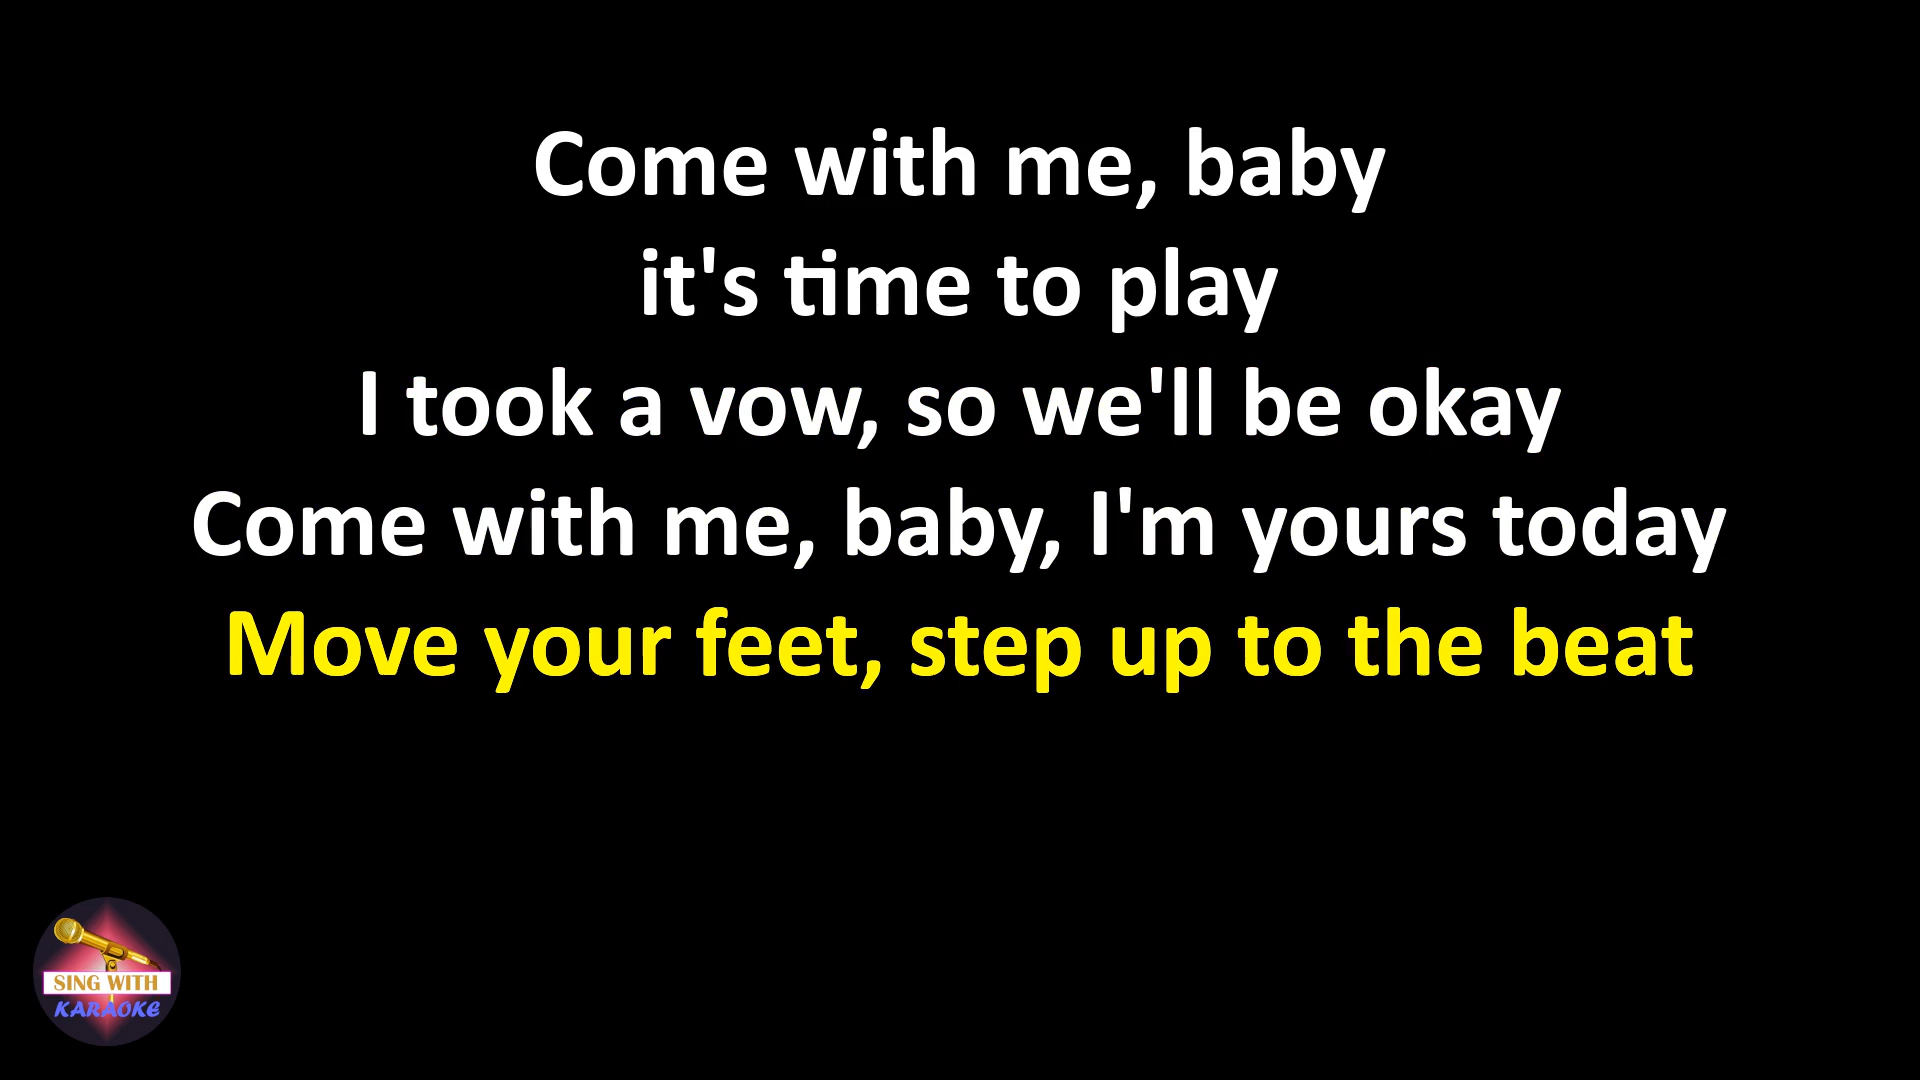 Come with me, baby
it's time to play
I took a vow, so we'll be okay
Come with me, baby, I'm yours today
Move your feet, step up to the beat
SING WITH
KARAOKE